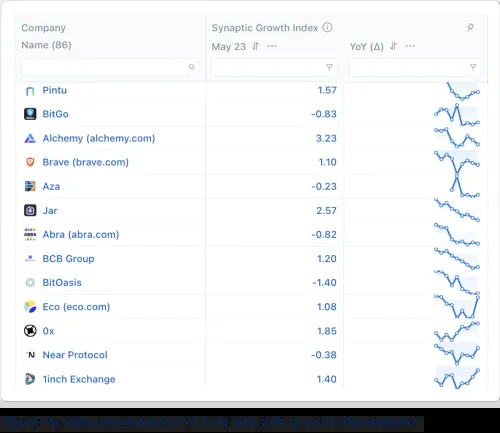 Company
Name (86)
Synaptic Growth Index
May 23
YoY (Δ)
Pintu 1.57
BitGo -0.83
Alchemy (alchemy.com) 3.23
Brave (brave.com) 1.10
Aza -0.23
Jar 2.57
Abra (abra.com) -0.82
BCB Group 1.20
BitOasis -1.40
Eco (eco.com) 1.08
0x 1.85
Near Protocol -0.38
1inch Exchange 1.40